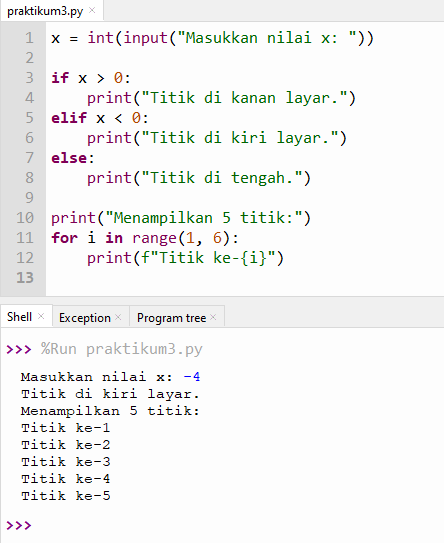 praktikum3.py ×
1 x = int(input("Masukkan nilai x: "))
2
3 if x > 0:
4     print("Titik di kanan layar.")
5 elif x < 0:
6     print("Titik di kiri layar.")
7 else:
8     print("Titik di tengah.")
9
10 print("Menampilkan 5 titik:")
11 for i in range(1, 6):
12     print(f"Titik ke-{i}")
13
Shell × Exception × Program tree ×
>>> %Run praktikum3.py
Masukkan nilai x: -4
Titik di kiri layar.
Menampilkan 5 titik:
Titik ke-1
Titik ke-2
Titik ke-3
Titik ke-4
Titik ke-5
>>>